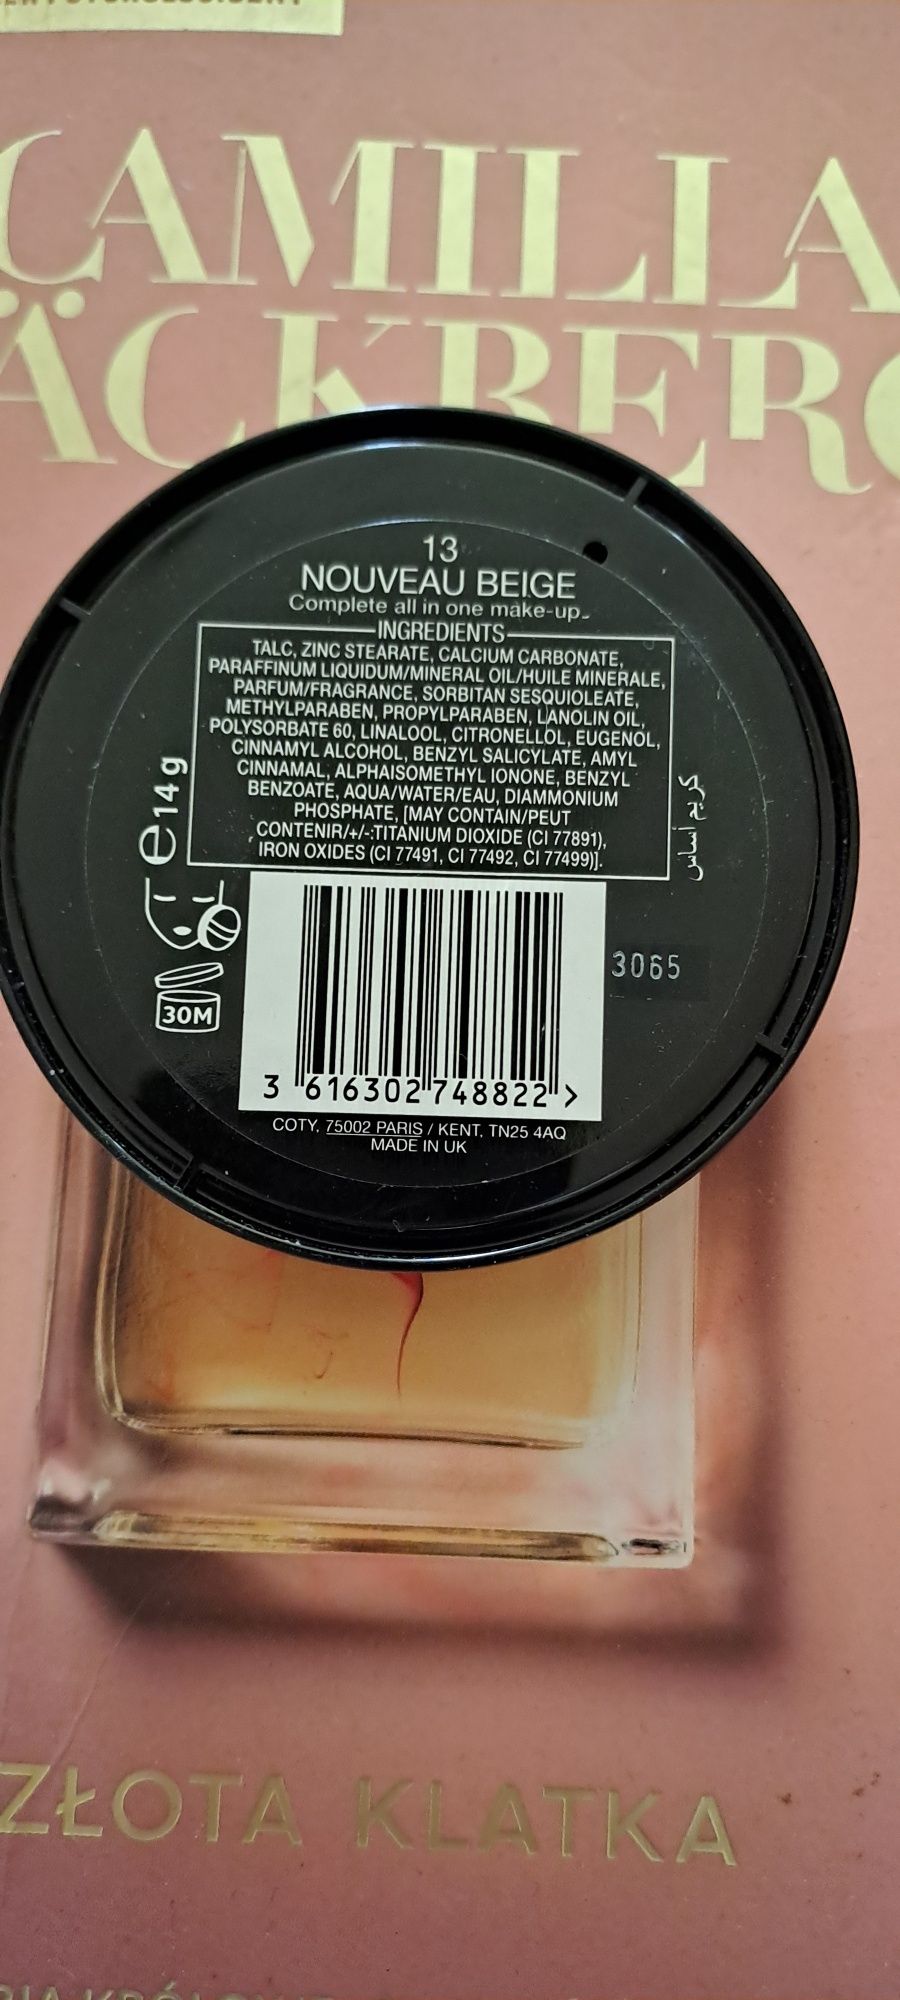 CAMILLA
ÄCKBERG
13
NOUVEAU BEIGE
Complete all in one make-up
INGREDIENTS
TALC, ZINC STEARATE, CALCIUM CARBONATE,
PARAFFINUM LIQUIDUM/MINERAL OIL/HUILE MINERALE,
PARFUM/FRAGRANCE, SORBITAN SESQUIOLEATE,
METHYLPARABEN, PROPYLPARABEN, LANOLIN OIL,
POLYSORBATE 60, LINALOOL, CITRONELLOL, EUGENOL,
CINNAMYL ALCOHOL, BENZYL SALICYLATE, AMYL
CINNAMAL, ALPHAISOMETHYL IONONE, BENZYL
BENZOATE, AQUA/WATER/EAU, DIAMMONIUM
PHOSPHATE, [MAY CONTAIN/PEUT
CONTENIR/+/-:TITANIUM DIOXIDE (CI 77891),
IRON OXIDES (CI 77491, CI 77492, CI 77499)].
e 14 g
كريم أساس
30M
3065
3 616302 748822 >
COTY, 75002 PARIS / KENT, TN25 4AQ
MADE IN UK
ZŁOTA KLATKA